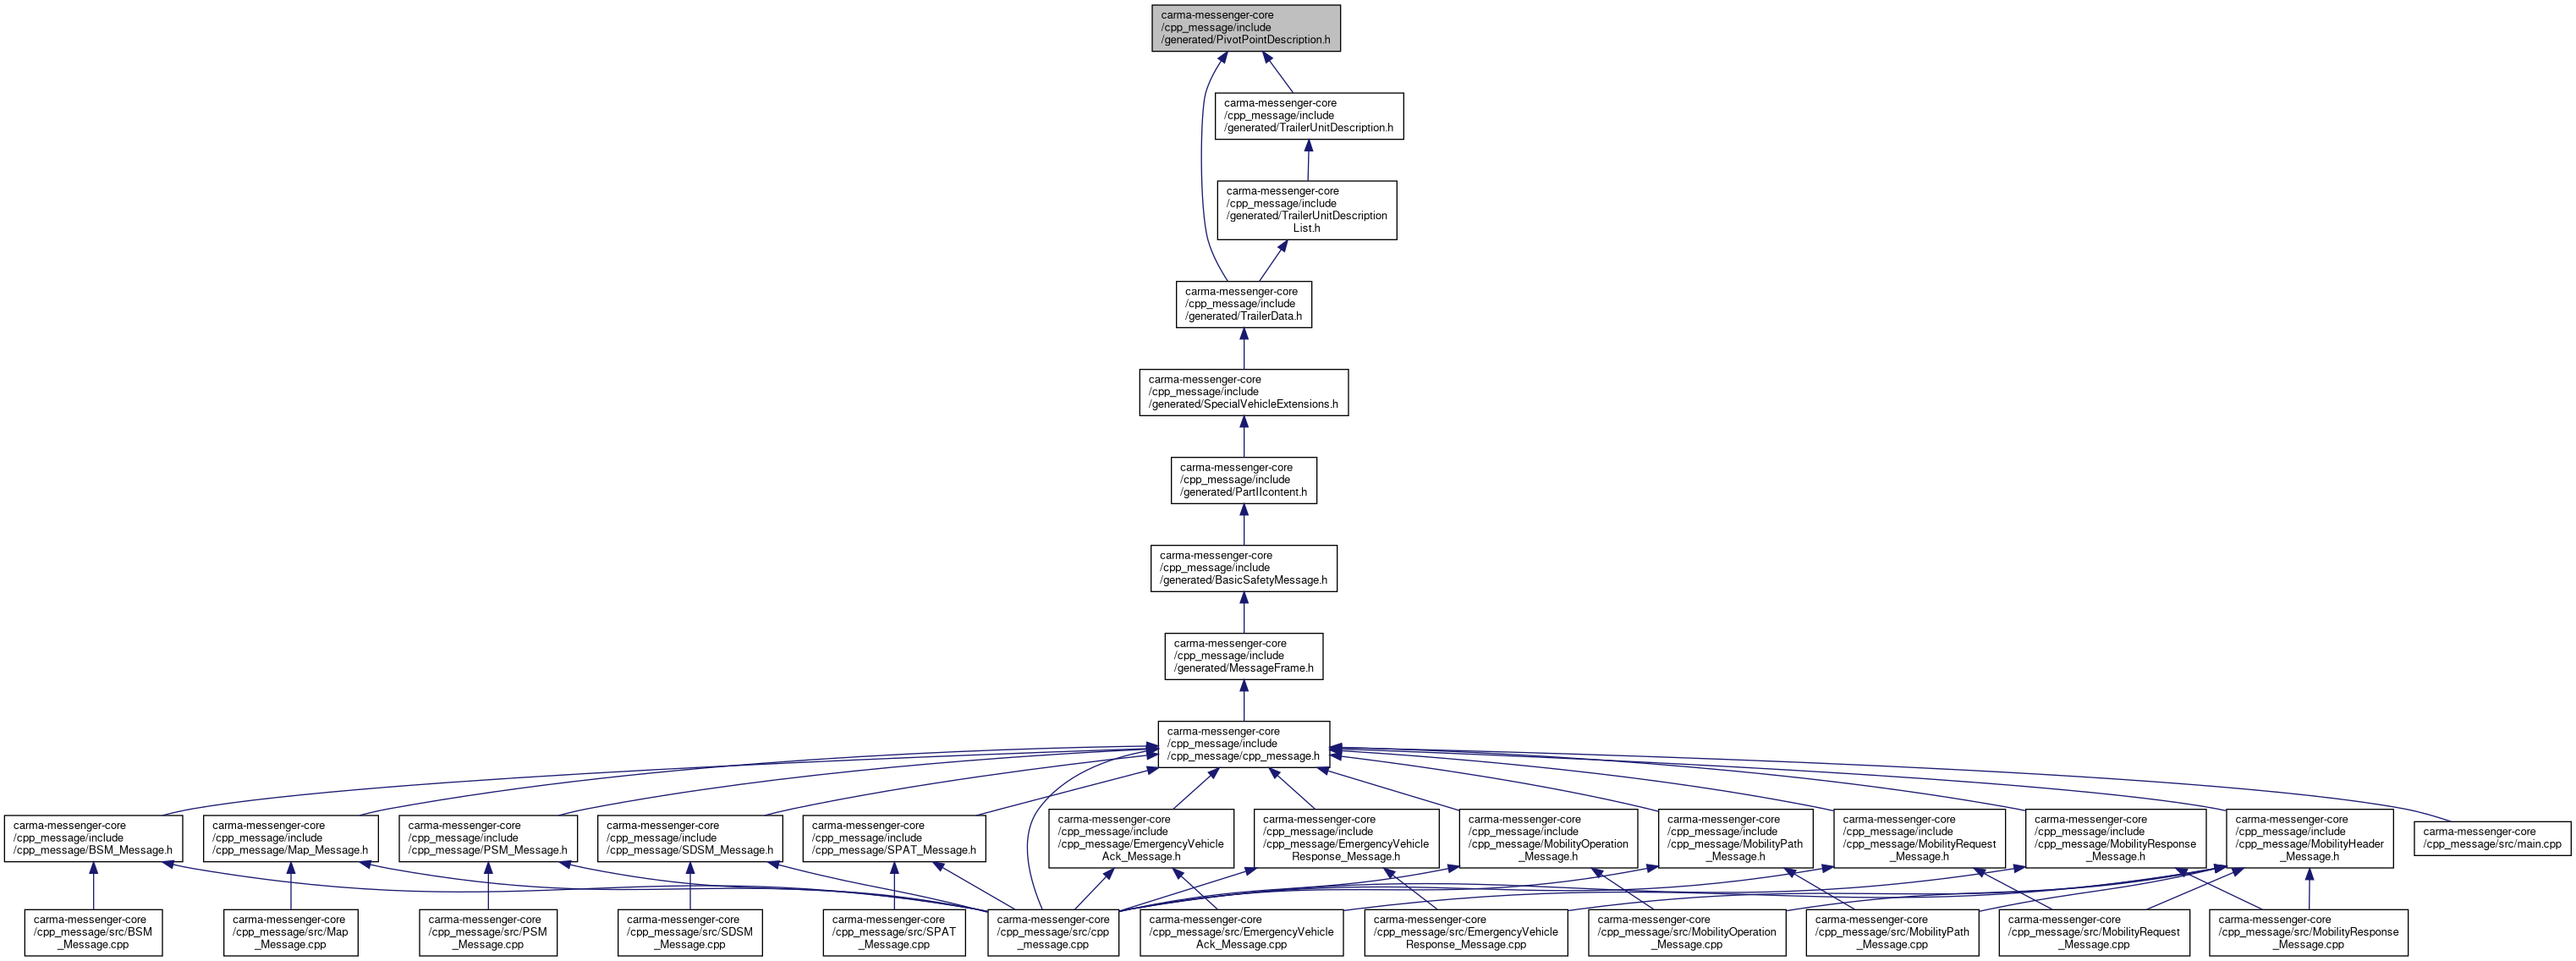 carma-messenger-core
/cpp_message/include
/generated/PivotPointDescription.h
carma-messenger-core
/cpp_message/include
/generated/TrailerUnitDescription.h
carma-messenger-core
/cpp_message/include
/generated/TrailerUnitDescription
List.h
carma-messenger-core
/cpp_message/include
/generated/TrailerData.h
carma-messenger-core
/cpp_message/include
/generated/SpecialVehicleExtensions.h
carma-messenger-core
/cpp_message/include
/generated/PartIIcontent.h
carma-messenger-core
/cpp_message/include
/generated/BasicSafetyMessage.h
carma-messenger-core
/cpp_message/include
/generated/MessageFrame.h
carma-messenger-core
/cpp_message/include
/cpp_message/cpp_message.h
carma-messenger-core
/cpp_message/include
/cpp_message/BSM_Message.h
carma-messenger-core
/cpp_message/include
/cpp_message/Map_Message.h
carma-messenger-core
/cpp_message/include
/cpp_message/PSM_Message.h
carma-messenger-core
/cpp_message/include
/cpp_message/SDSM_Message.h
carma-messenger-core
/cpp_message/include
/cpp_message/SPAT_Message.h
carma-messenger-core
/cpp_message/include
/cpp_message/EmergencyVehicle
Ack_Message.h
carma-messenger-core
/cpp_message/include
/cpp_message/EmergencyVehicle
Response_Message.h
carma-messenger-core
/cpp_message/include
/cpp_message/MobilityOperation
_Message.h
carma-messenger-core
/cpp_message/include
/cpp_message/MobilityPath
_Message.h
carma-messenger-core
/cpp_message/include
/cpp_message/MobilityRequest
_Message.h
carma-messenger-core
/cpp_message/include
/cpp_message/MobilityResponse
_Message.h
carma-messenger-core
/cpp_message/include
/cpp_message/MobilityHeader
_Message.h
carma-messenger-core
/cpp_message/src/main.cpp
carma-messenger-core
/cpp_message/src/BSM
_Message.cpp
carma-messenger-core
/cpp_message/src/Map
_Message.cpp
carma-messenger-core
/cpp_message/src/PSM
_Message.cpp
carma-messenger-core
/cpp_message/src/SDSM
_Message.cpp
carma-messenger-core
/cpp_message/src/SPAT
_Message.cpp
carma-messenger-core
/cpp_message/src/cpp
_message.cpp
carma-messenger-core
/cpp_message/src/EmergencyVehicle
Ack_Message.cpp
carma-messenger-core
/cpp_message/src/EmergencyVehicle
Response_Message.cpp
carma-messenger-core
/cpp_message/src/MobilityOperation
_Message.cpp
carma-messenger-core
/cpp_message/src/MobilityPath
_Message.cpp
carma-messenger-core
/cpp_message/src/MobilityRequest
_Message.cpp
carma-messenger-core
/cpp_message/src/MobilityResponse
_Message.cpp